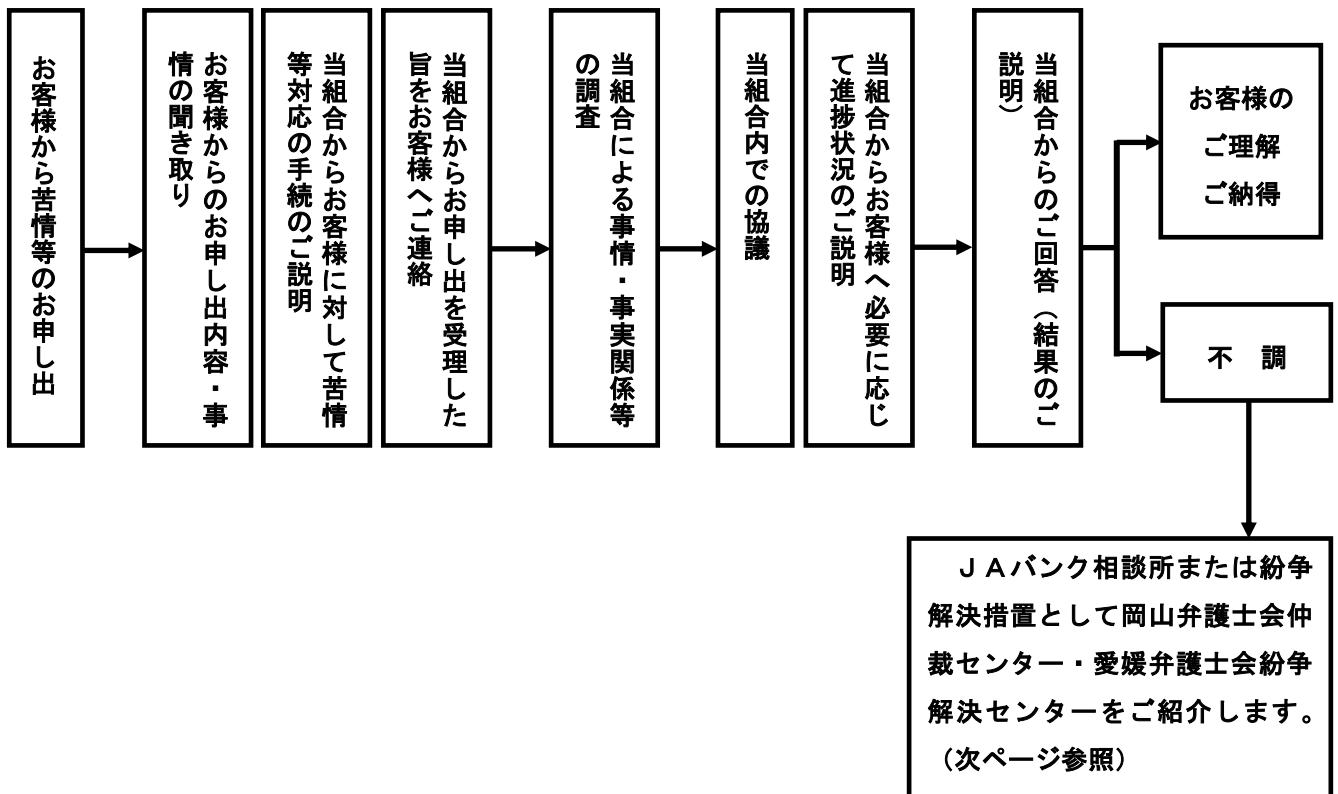 お客様から苦情等のお申し出
お客様からのお申し出内容・事
情の聞き取り
当組合からお客様に対して苦情
等対応の手続のご説明
当組合からお申し出を受理した
旨をお客様へご連絡
当組合による事情・事実関係等
の調査
当組合内での協議
当組合からお客様へ必要に応じ
て進捗状況のご説明
当組合からのご回答（結果のご
説明）
お客様の
ご理解
ご納得
不　調
ＪＡバンク相談所または紛争
解決措置として岡山弁護士会仲
裁センター・愛媛弁護士会紛争
解決センターをご紹介します。
（次ページ参照）